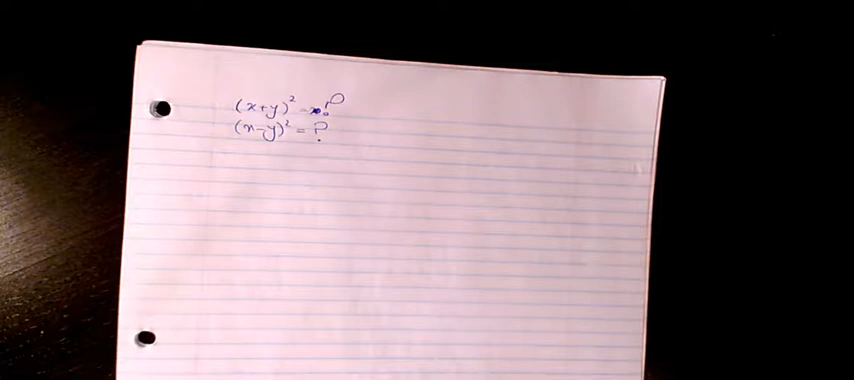 (x+y)² = ?
(x-y)² = ?